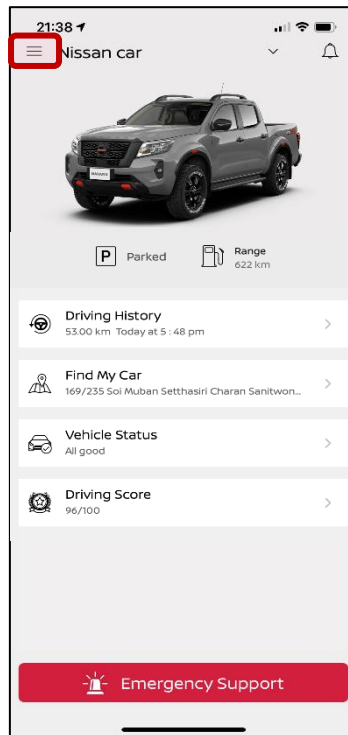 21:38
Nissan car
P Parked
Range
622 km
Driving History
53.00 km Today at 5 : 48 pm
Find My Car
169/235 Soi Muban Setthasiri Charan Sanitwon...
Vehicle Status
All good
Driving Score
96/100
Emergency Support